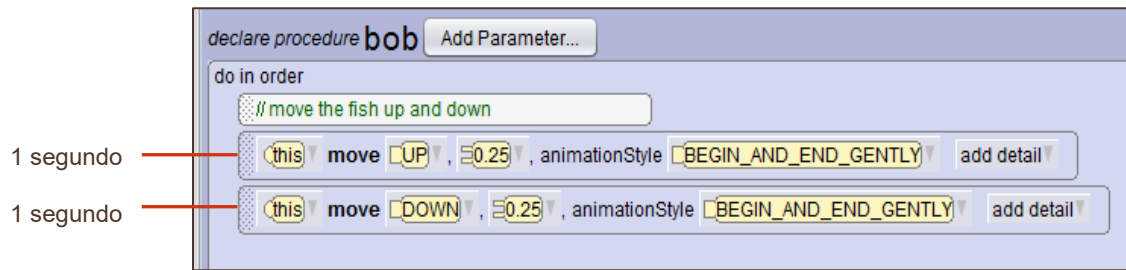 declare procedure bob Add Parameter...
do in order
// move the fish up and down
1 segundo this move UP , 0.25 , animationStyle BEGIN_AND_END_GENTLY add detail
1 segundo this move DOWN , 0.25 , animationStyle BEGIN_AND_END_GENTLY add detail